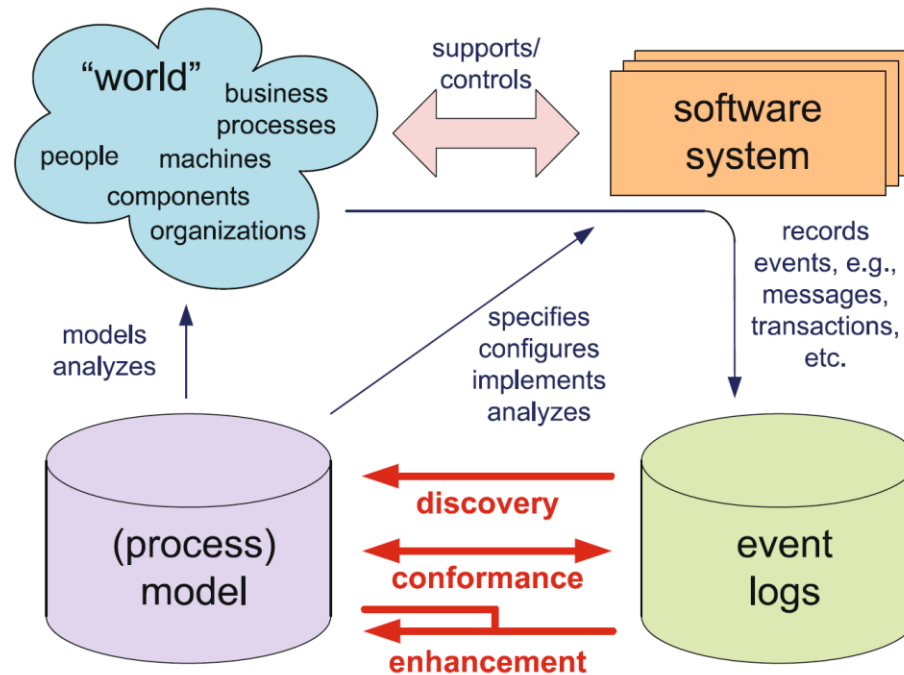 “world”
business
processes
people
machines
components
organizations
supports/
controls
software
system
records
events, e.g.,
messages,
transactions,
etc.
models
analyzes
specifies
configures
implements
analyzes
discovery
conformance
enhancement
(process)
model
event
logs